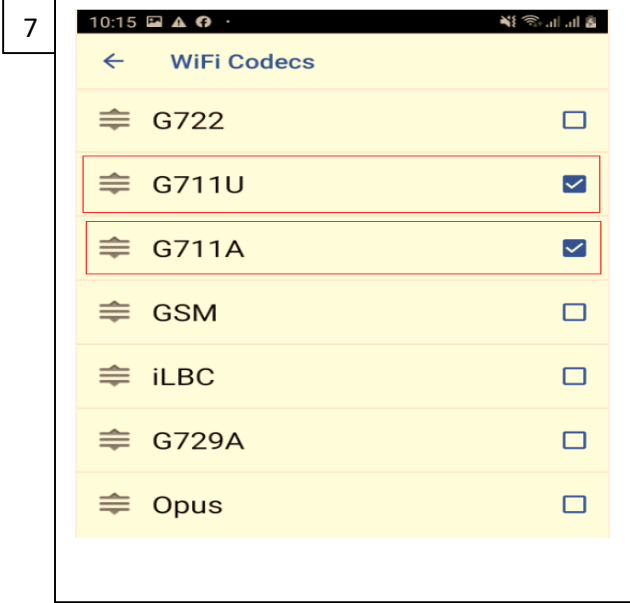 7
10:15
WiFi Codecs
G722
G711U
G711A
GSM
iLBC
G729A
Opus